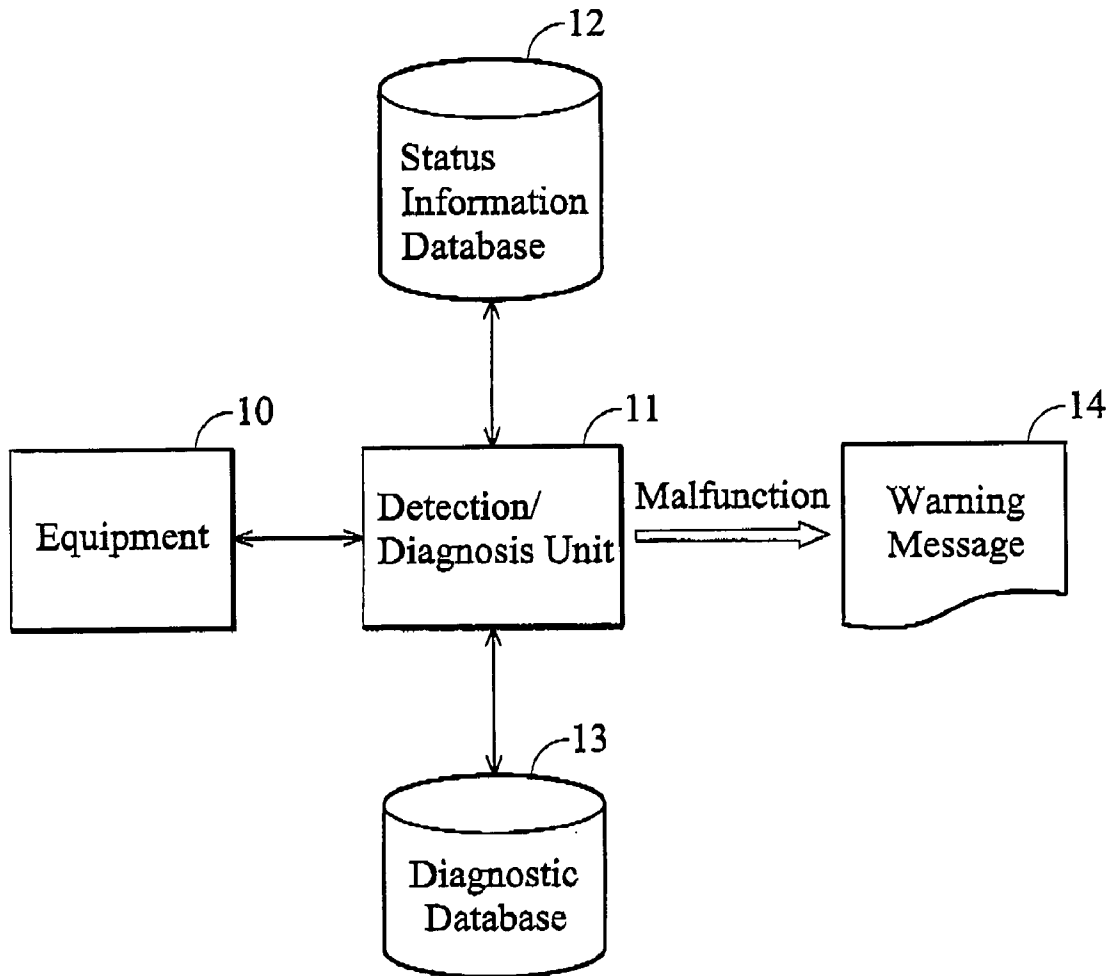 12
Status
Information
Database
10
Equipment
11
Detection/
Diagnosis Unit
Malfunction
14
Warning
Message
13
Diagnostic
Database